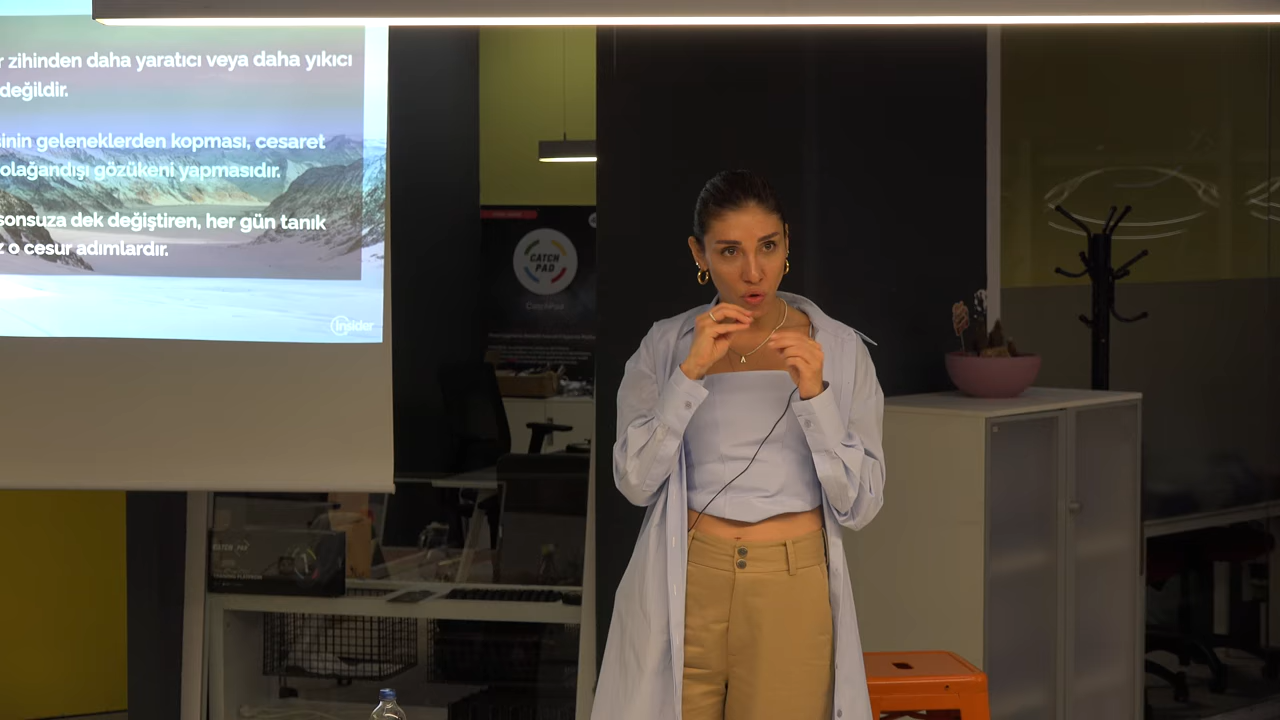 zihinden daha yaratıcı veya daha yıkıcı
değildir.
geleneklerden kopması, cesaret
olağandışı gözükeni yapmasıdır.
sonsuza dek değiştiren, her gün tanık
o cesur adımlardır.
insider
CATCH
PAD
CatchPad